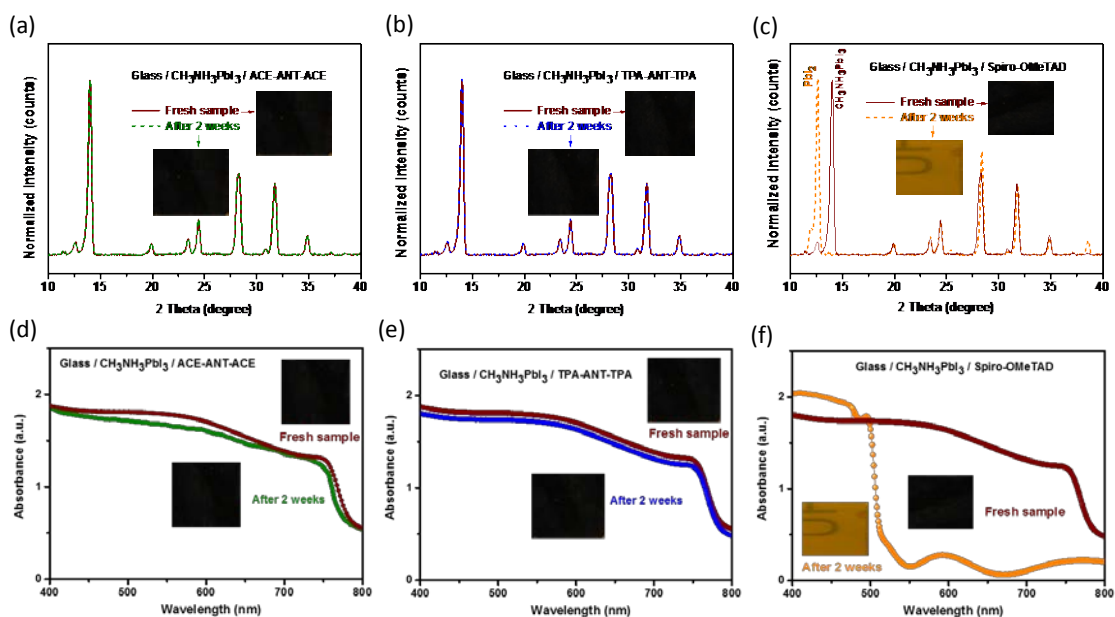 (a)
Glass / CH3NH3PbI3 / ACE-ANT-ACE
Fresh sample
After 2 weeks
Normalized Intensity (counts)
10 15 20 25 30 35 40
2 Theta (degree)
(b)
Glass / CH3NH3PbI3 / TPA-ANT-TPA
Fresh sample
After 2 weeks
Normalized Intensity (counts)
10 15 20 25 30 35 40
2 Theta (degree)
(c)
PbI2
CH3NH3PbI3
Glass / CH3NH3PbI3 / Spiro-OMeTAD
Fresh sample
After 2 weeks
Normalized Intensity (counts)
10 15 20 25 30 35 40
2 Theta (degree)
(d)
Glass / CH3NH3PbI3 / ACE-ANT-ACE
Fresh sample
After 2 weeks
Absorbance (a.u.)
2
1
0
400 500 600 700 800
Wavelength (nm)
(e)
Glass / CH3NH3PbI3 / TPA-ANT-TPA
Fresh sample
After 2 weeks
Absorbance (a.u.)
2
1
0
400 500 600 700 800
Wavelength (nm)
(f)
Glass / CH3NH3PbI3 / Spiro-OMeTAD
Fresh sample
After 2 weeks
Absorbance (a.u.)
2
1
0
400 500 600 700 800
Wavelength (nm)